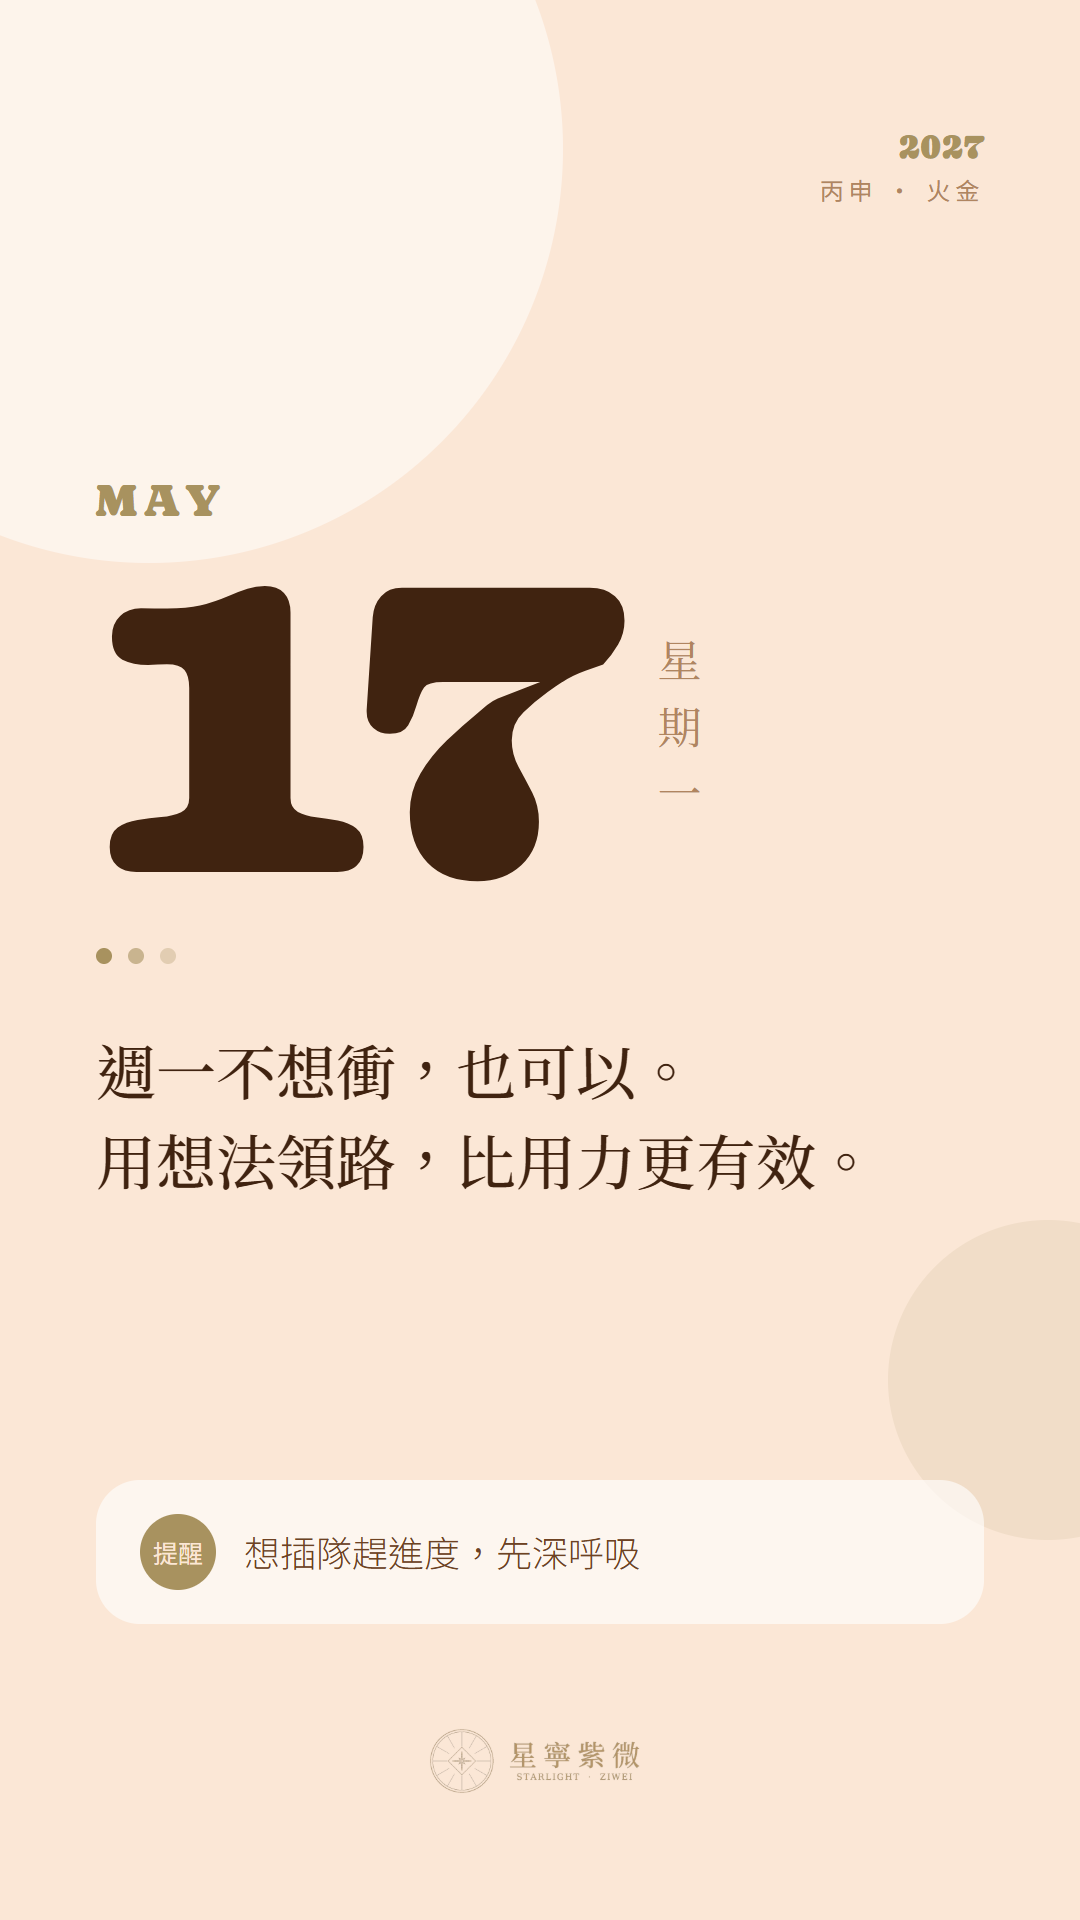 2027
丙申 · 火金
MAY
17
星期一
週一不想衝，也可以。
用想法領路，比用力更有效。
提醒
想插隊趕進度，先深呼吸
星寧紫微
STARLIGHT · ZIWEI